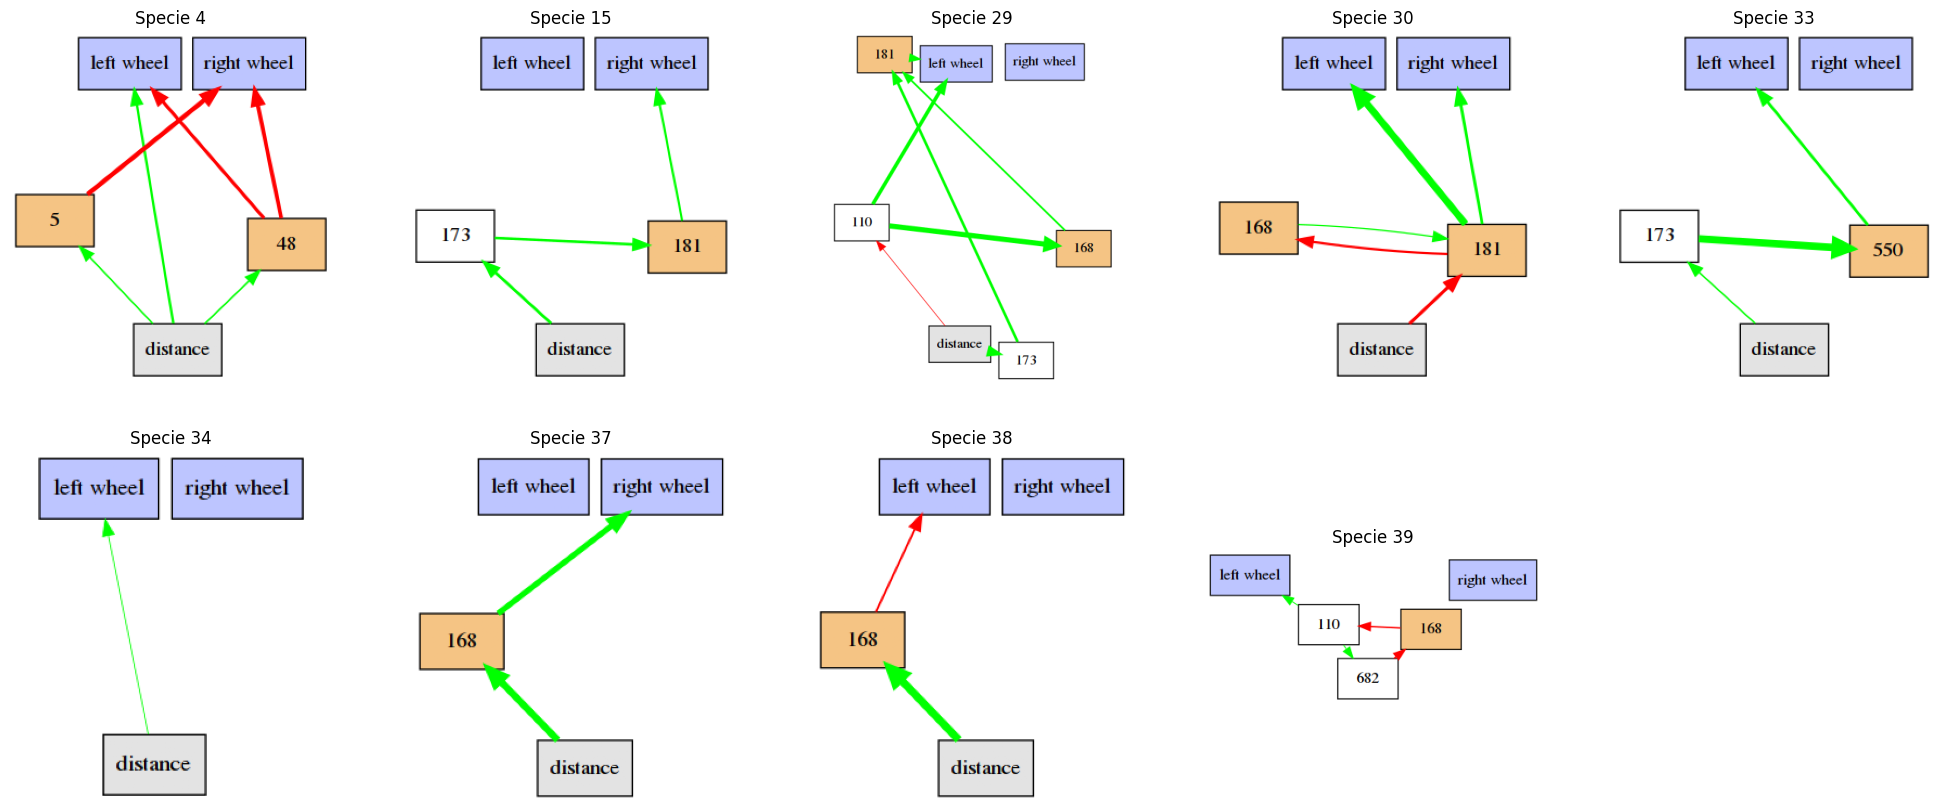 Specie 4
left wheel
right wheel
5
48
distance
Specie 15
left wheel
right wheel
173
181
distance
Specie 29
181
left wheel
right wheel
110
168
distance
173
Specie 30
left wheel
right wheel
168
181
distance
Specie 33
left wheel
right wheel
173
550
distance
Specie 34
left wheel
right wheel
distance
Specie 37
left wheel
right wheel
168
distance
Specie 38
left wheel
right wheel
168
distance
Specie 39
left wheel
right wheel
110
168
682